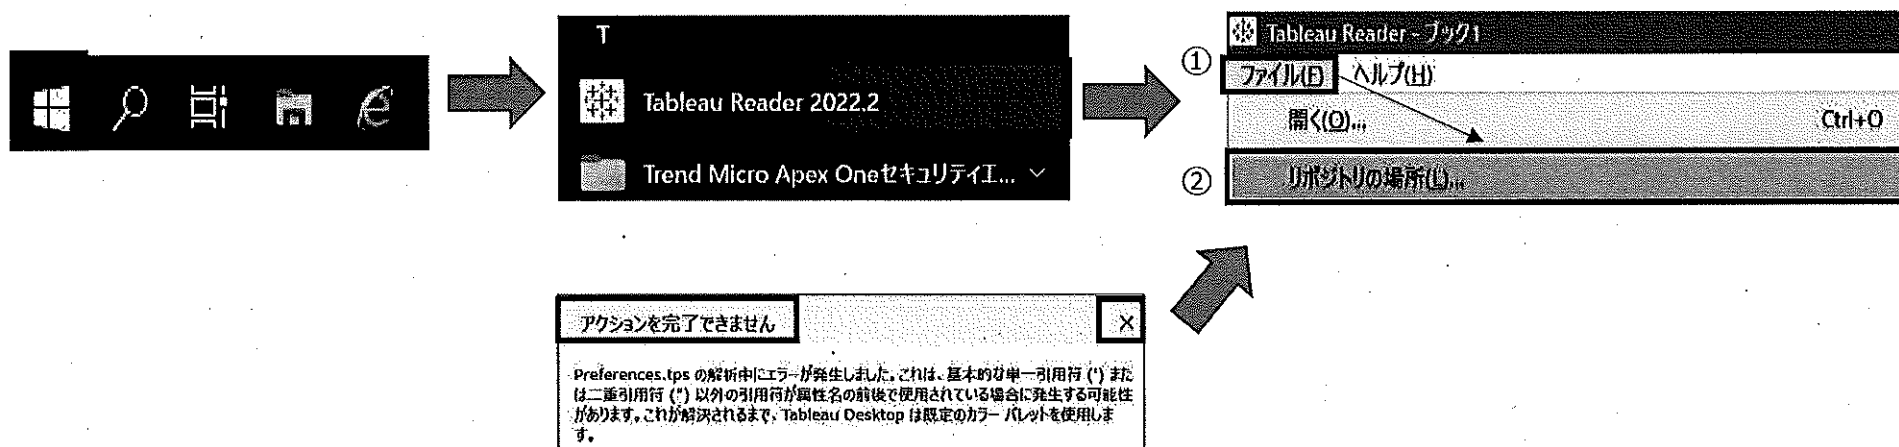 T
Tableau Reader 2022.2
Trend Micro Apex Oneセキュリティエ...
Tableau Reader - ブック1
①
ファイル(F) ヘルプ(H)
開く(O)... Ctrl+O
②
リポジトリの場所(L)...
アクションを完了できません ×
Preferences.tps の解析中にエラーが発生しました。これは、基本的な単一引用符 (') また
は二重引用符 (") 以外の引用符が属性名の前後で使用されている場合に発生する可能性
があります。これが解決されるまで、Tableau Desktop は既定のカラー パレットを使用しま
す。